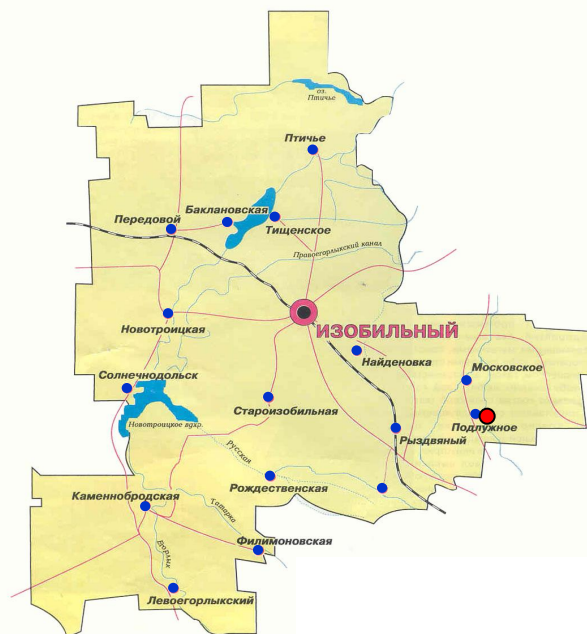 оз.
Птичье
Птичье
Баклановская
Передовой
Тищенское
Правоегорлыкский канал
Новотроицкая
ИЗОБИЛЬНЫЙ
Найденовка
Московское
Солнечнодольск
Староизобильная
Новотроицкое вдхр.
Подлужное
Рыздвяный
Русская
Рождественская
Каменнобродская
Татарка
Филимоновская
Егорлык
Левоегорлыкский